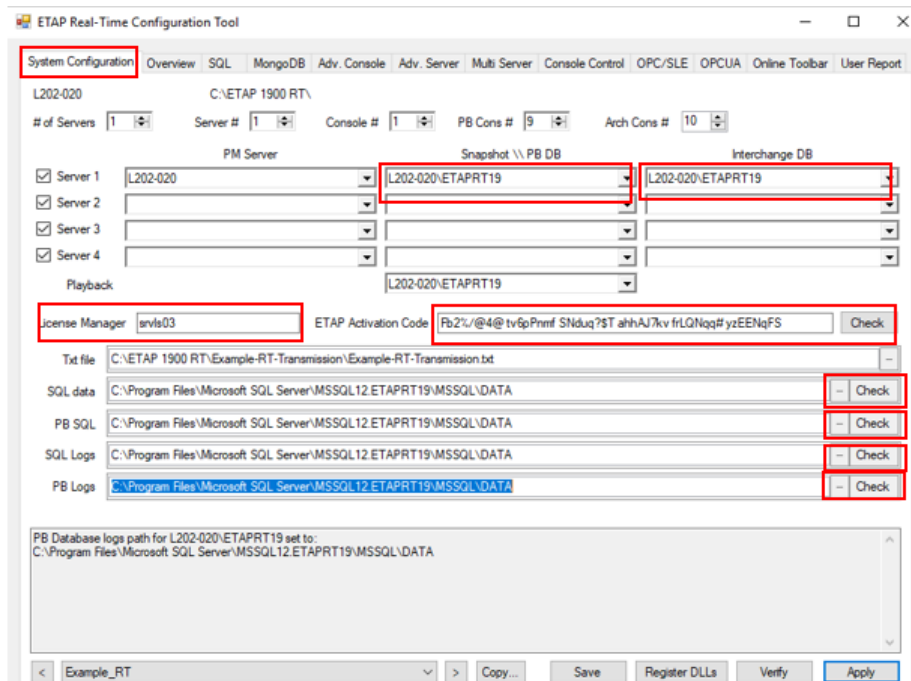 ETAP Real-Time Configuration Tool
System Configuration Overview SQL MongoDB Adv. Console Adv. Server Multi Server Console Control OPC/SLE OPCUA Online Toolbar User Report
L202-020 C:\ETAP 1900 RT\
# of Servers 1 Server # 1 Console # 1 PB Cons # 9 Arch Cons # 10
PM Server Snapshot \\ PB DB Interchange DB
Server 1 L202-020 L202-020\ETAPRT19 L202-020\ETAPRT19
Server 2
Server 3
Server 4
Playback L202-020\ETAPRT19
License Manager srvls03 ETAP Activation Code Fb2%/@4@ tv6pPnmf SNduq?$T ahhAJ7kv frLQNqq# yzEENqFS Check
Txt file C:\ETAP 1900 RT\Example-RT-Transmission\Example-RT-Transmission.txt
SQL data C:\Program Files\Microsoft SQL Server\MSSQL12.ETAPRT19\MSSQL\DATA Check
PB SQL C:\Program Files\Microsoft SQL Server\MSSQL12.ETAPRT19\MSSQL\DATA Check
SQL Logs C:\Program Files\Microsoft SQL Server\MSSQL12.ETAPRT19\MSSQL\DATA Check
PB Logs C:\Program Files\Microsoft SQL Server\MSSQL12.ETAPRT19\MSSQL\DATA Check
PB Database logs path for L202-020\ETAPRT19 set to:
C:\Program Files\Microsoft SQL Server\MSSQL12.ETAPRT19\MSSQL\DATA
< Example_RT > Copy... Save Register DLLs Verify Apply